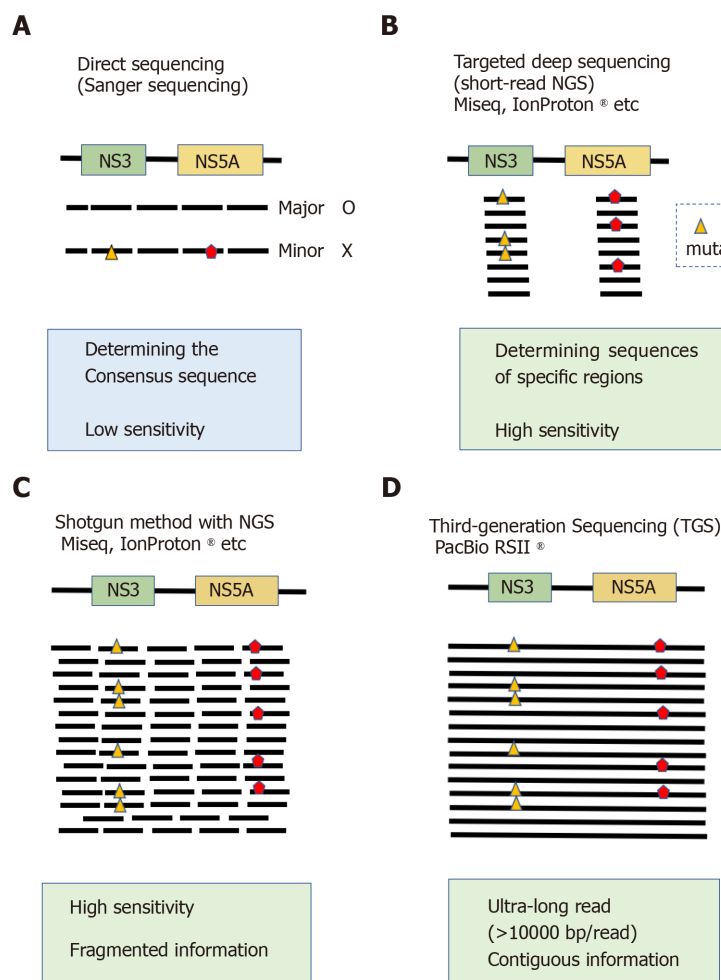 A
Direct sequencing
(Sanger sequencing)
NS3 NS5A
Major O
Minor X
Determining the
Consensus sequence
Low sensitivity
B
Targeted deep sequencing
(short-read NGS)
Miseq, IonProton ® etc
NS3 NS5A
Determining sequences
of specific regions
High sensitivity
C
Shotgun method with NGS
Miseq, IonProton ® etc
NS3 NS5A
High sensitivity
Fragmented information
D
Third-generation Sequencing (TGS)
PacBio RSII ®
NS3 NS5A
Ultra-long read
(>10000 bp/read)
Contiguous information